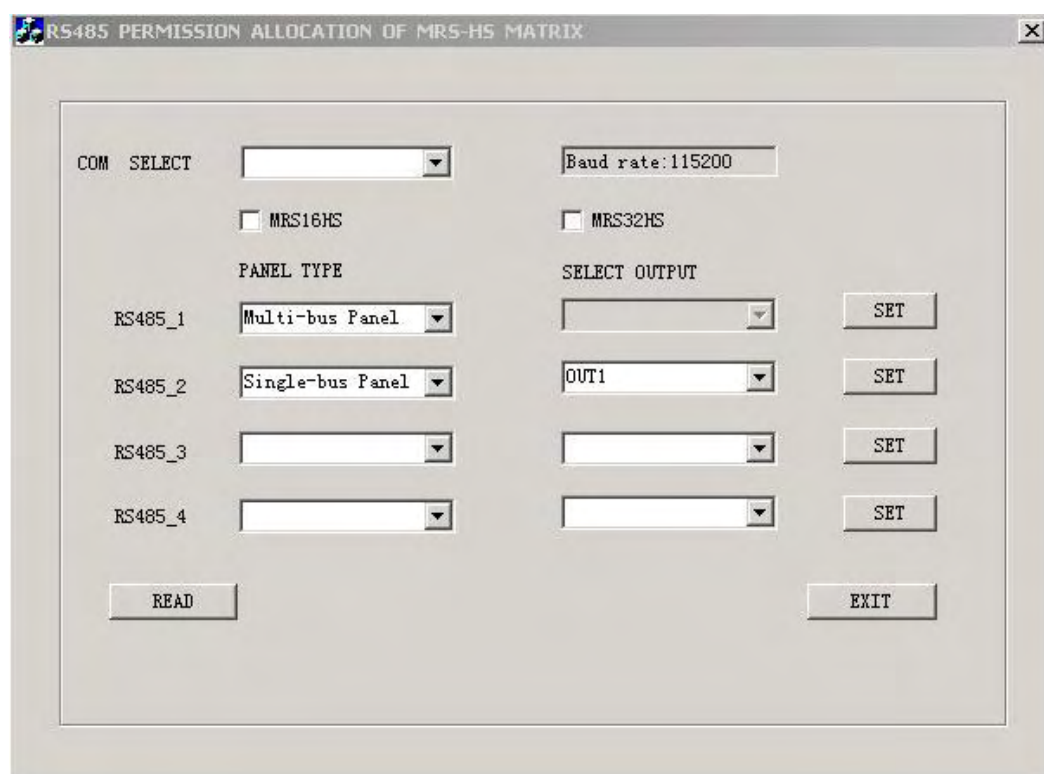 RS485 PERMISSION ALLOCATION OF MRS-HS MATRIX
COM SELECT Baud rate:115200
MRS16HS MRS32HS
PANEL TYPE SELECT OUTPUT
RS485_1 Multi-bus Panel SET
RS485_2 Single-bus Panel OUT1 SET
RS485_3 SET
RS485_4 SET
READ EXIT